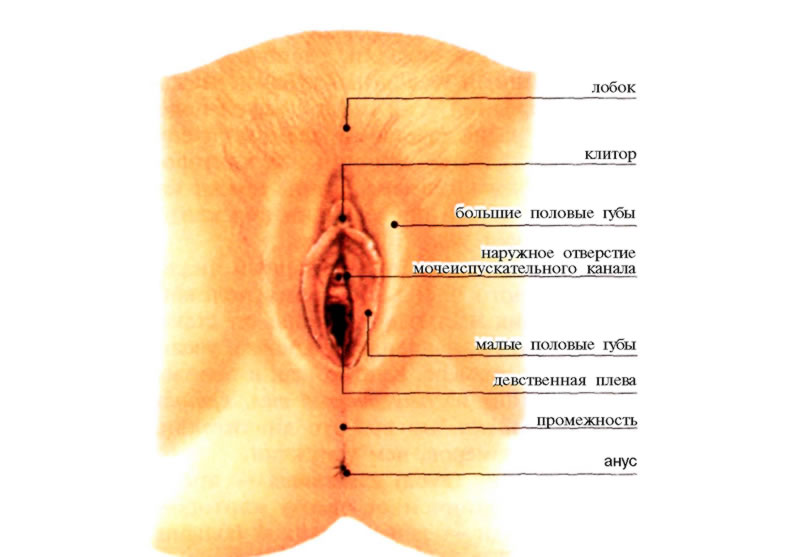 лобок
клитор
большие половые губы
наружное отверстие
мочеиспускательного канала
малые половые губы
девственная плева
промежность
анус